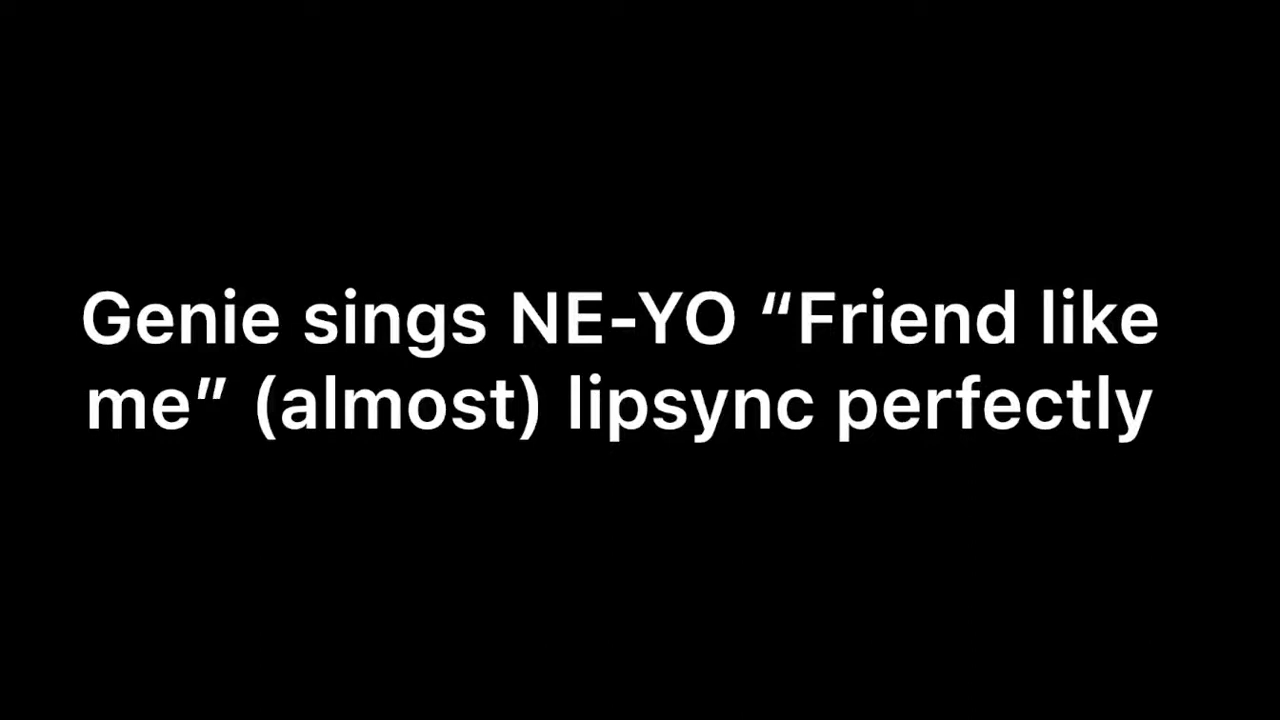 Genie sings NE-YO “Friend like
me” (almost) lipsync perfectly